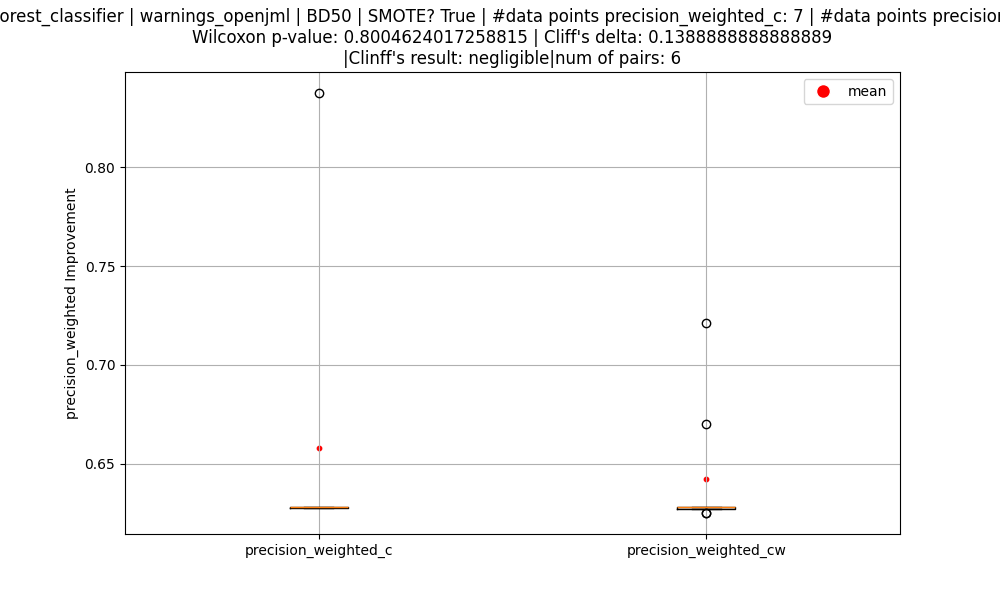 orest_classifier | warnings_openjml | BD50 | SMOTE? True | #data points precision_weighted_c: 7 | #data points precision
Wilcoxon p-value: 0.8004624017258815 | Cliff's delta: 0.1388888888888889
|Clinff's result: negligible|num of pairs: 6
mean
0.80
0.75
0.70
0.65
precision_weighted Improvement
precision_weighted_c
precision_weighted_cw